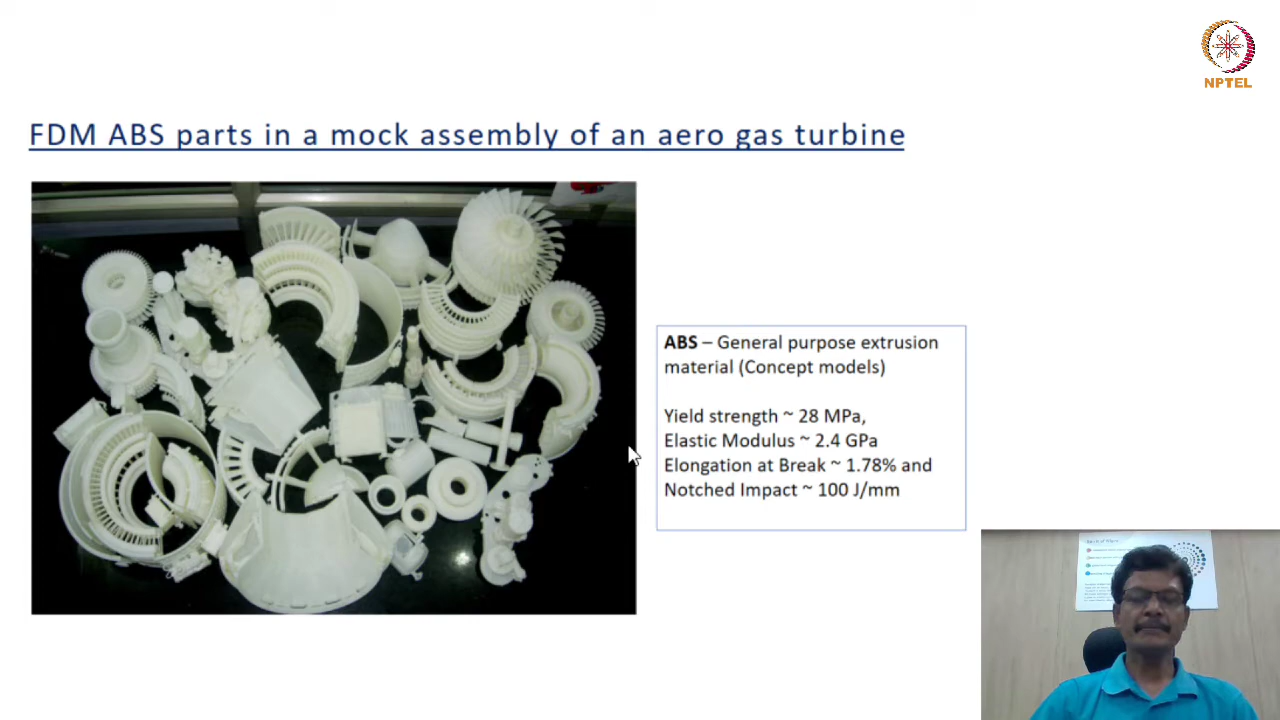 NPTEL
FDM ABS parts in a mock assembly of an aero gas turbine
ABS – General purpose extrusion
material (Concept models)
Yield strength ~ 28 MPa,
Elastic Modulus ~ 2.4 GPa
Elongation at Break ~ 1.78% and
Notched Impact ~ 100 J/mm